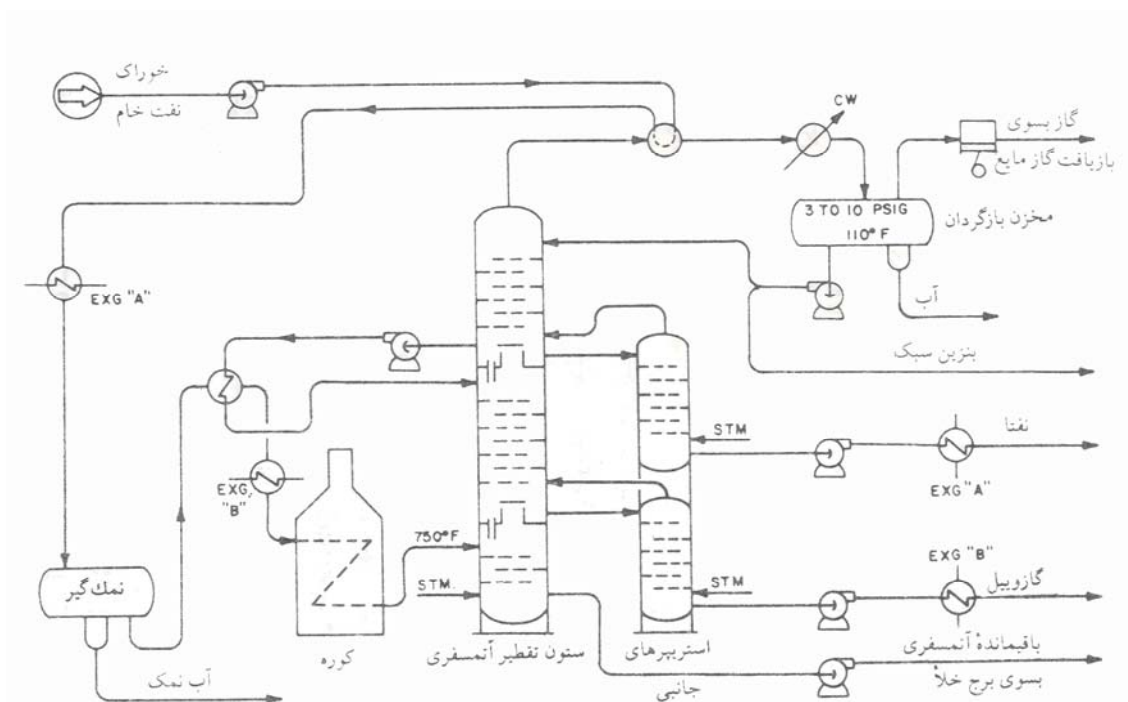 خوراک
نفت خام
CW
گاز بسوی
بازیافت گاز مایع
3 TO 10 PSIG
110° F
مخزن بازگردان
EXG "A"
آب
بنزین سبک
STM
نفتا
EXG "A"
EXG
"B"
750° F
STM.
STM
EXG "B"
گازوییل
نمك گیر
کوره
ستون تقطیر آتمسفری
استریپرهای
جانبی
باقیماندهٔ آتمسفری
بسوی برج خلأ
آب نمک